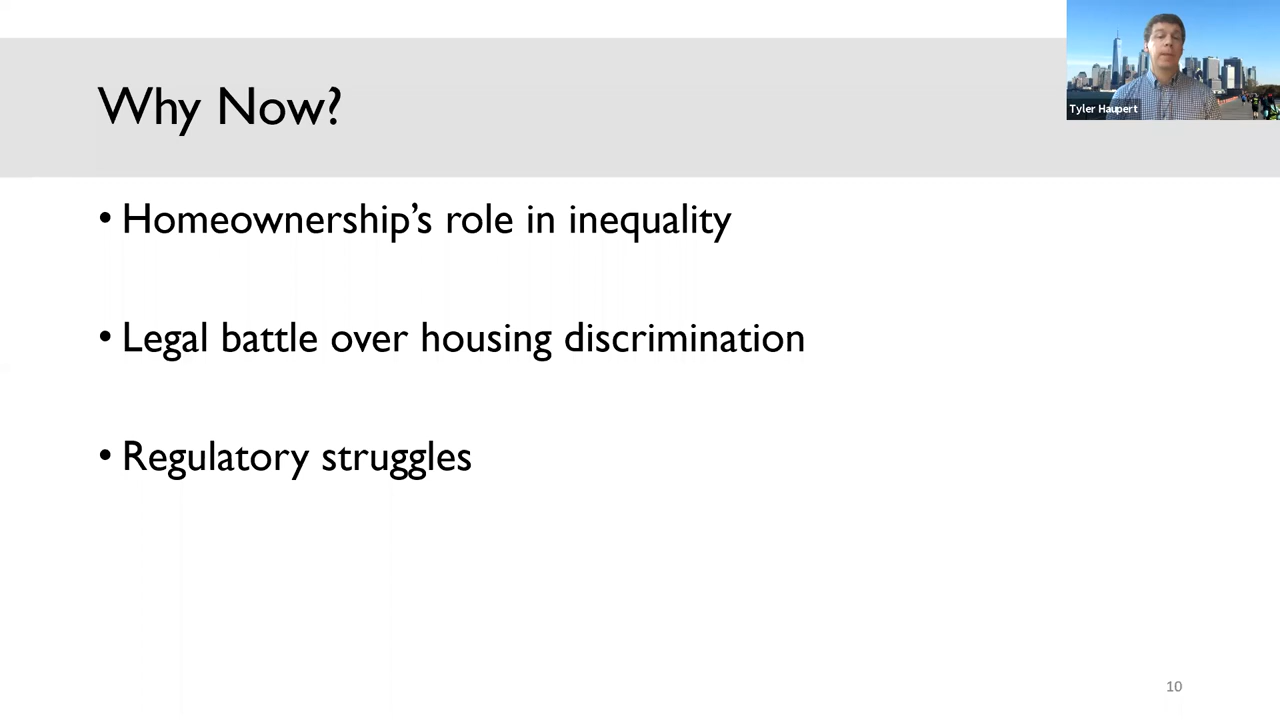 Why Now?
Tyler Haupert
• Homeownership’s role in inequality
• Legal battle over housing discrimination
• Regulatory struggles
10